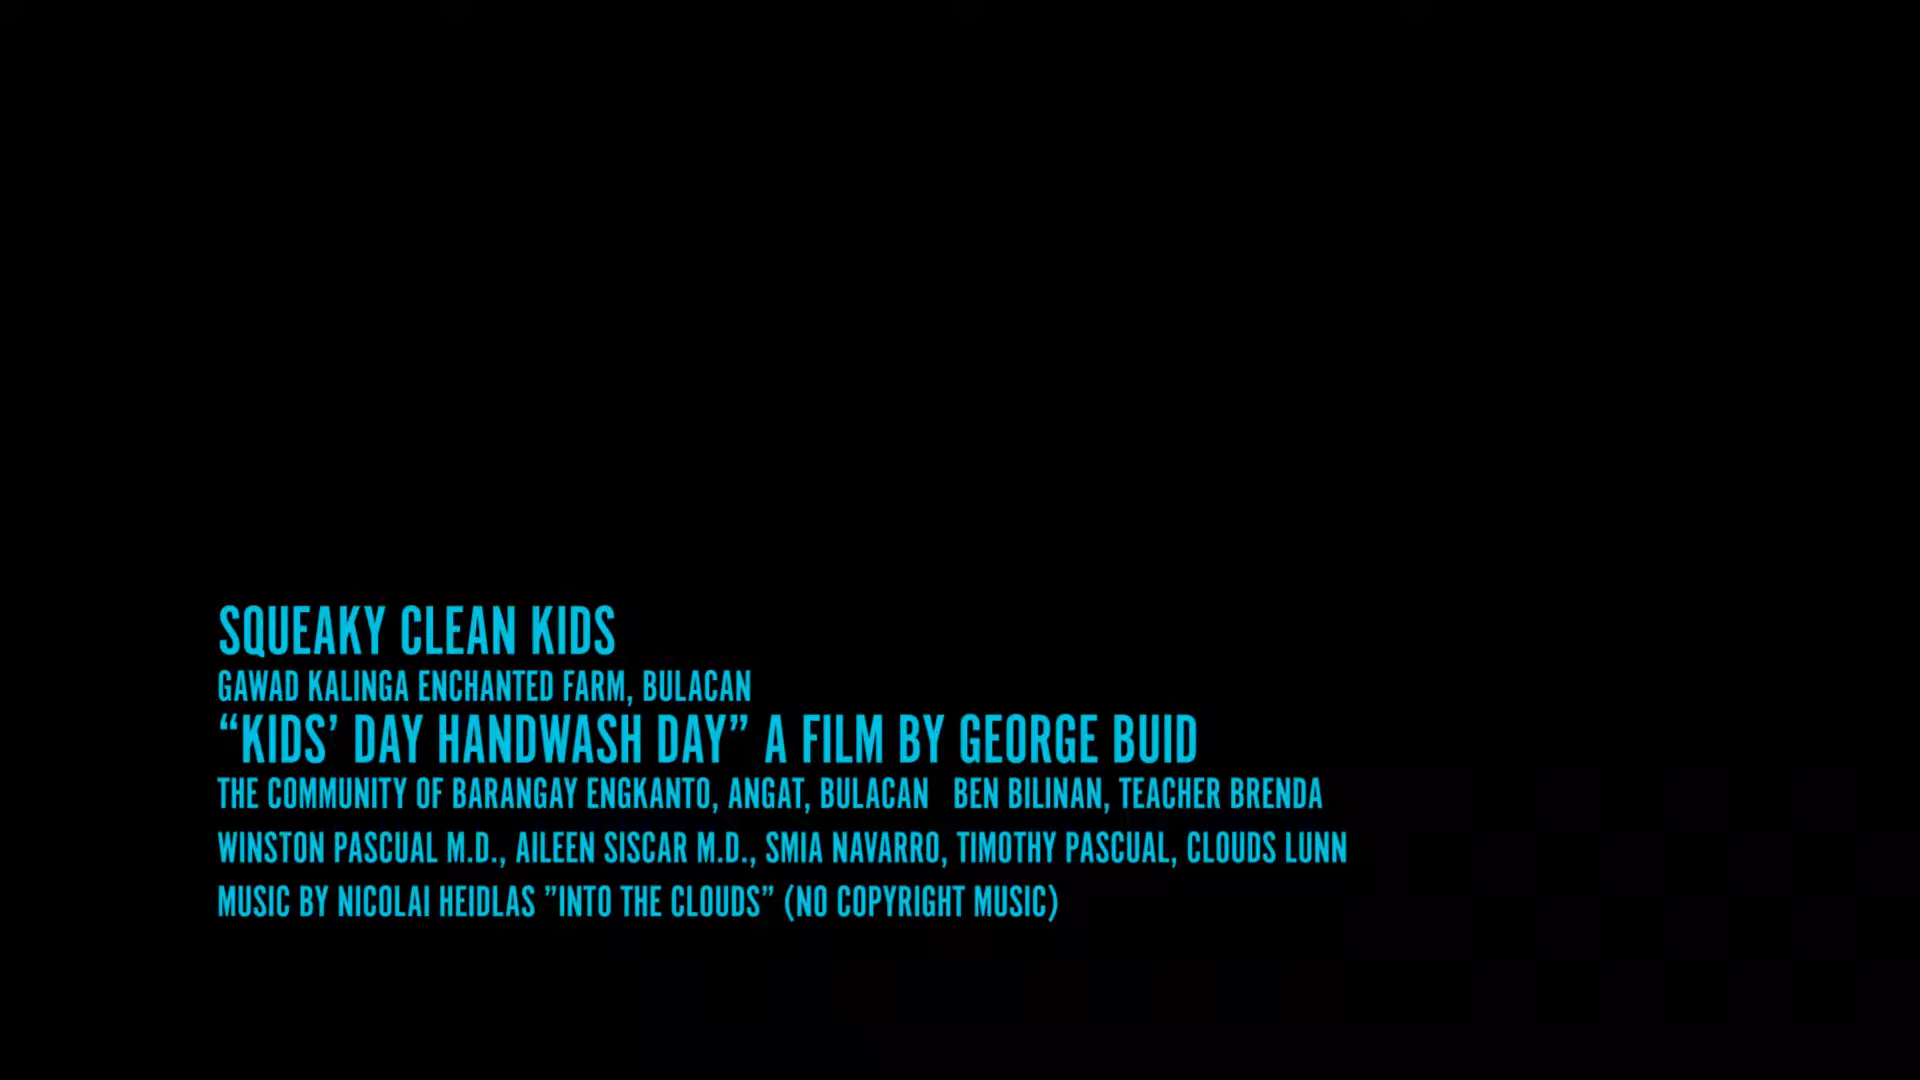 SQUEAKY CLEAN KIDS
GAWAD KALINGA ENCHANTED FARM, BULACAN
“KIDS’ DAY HANDWASH DAY” A FILM BY GEORGE BUID
THE COMMUNITY OF BARANGAY ENGKANTO, ANGAT, BULACAN   BEN BILINAN, TEACHER BRENDA
WINSTON PASCUAL M.D., AILEEN SISCAR M.D., SMIA NAVARRO, TIMOTHY PASCUAL, CLOUDS LUNN
MUSIC BY NICOLAI HEIDLAS ”INTO THE CLOUDS” (NO COPYRIGHT MUSIC)